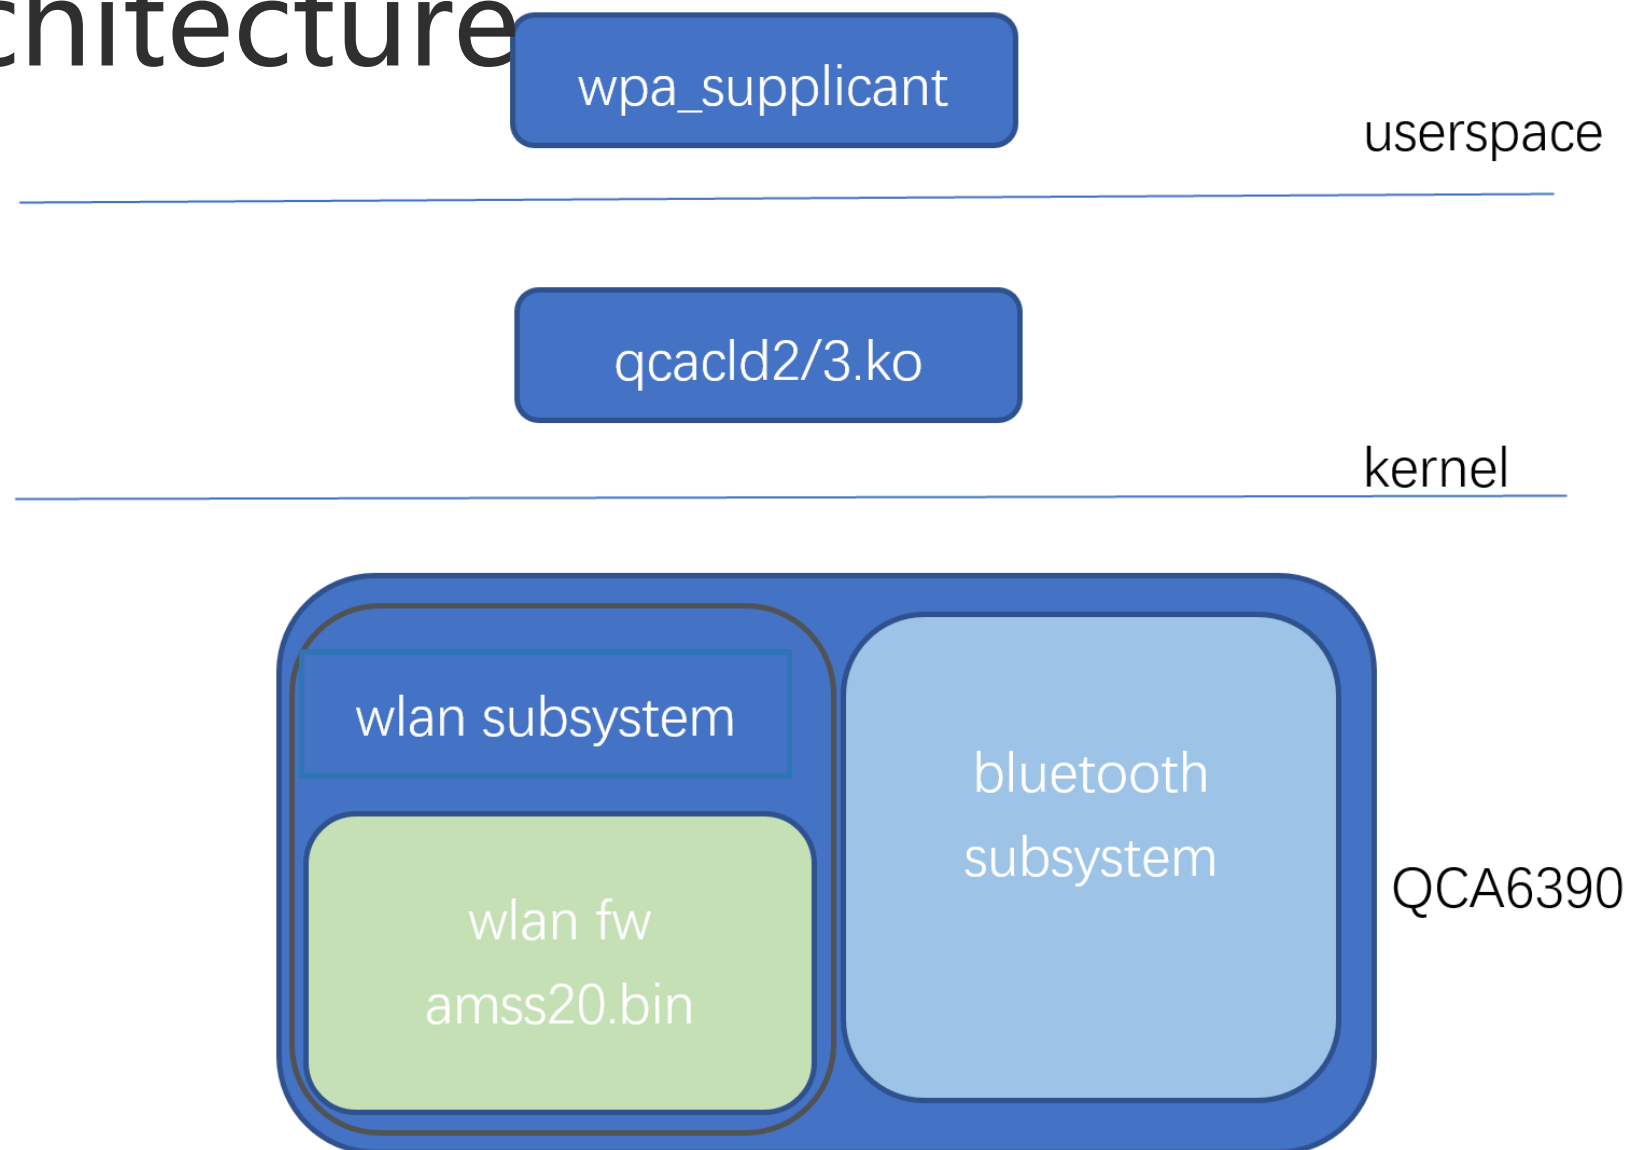 chitecture
wpa_supplicant
userspace
qcacld2/3.ko
kernel
wlan subsystem
bluetooth
subsystem
QCA6390
wlan fw
amss20.bin